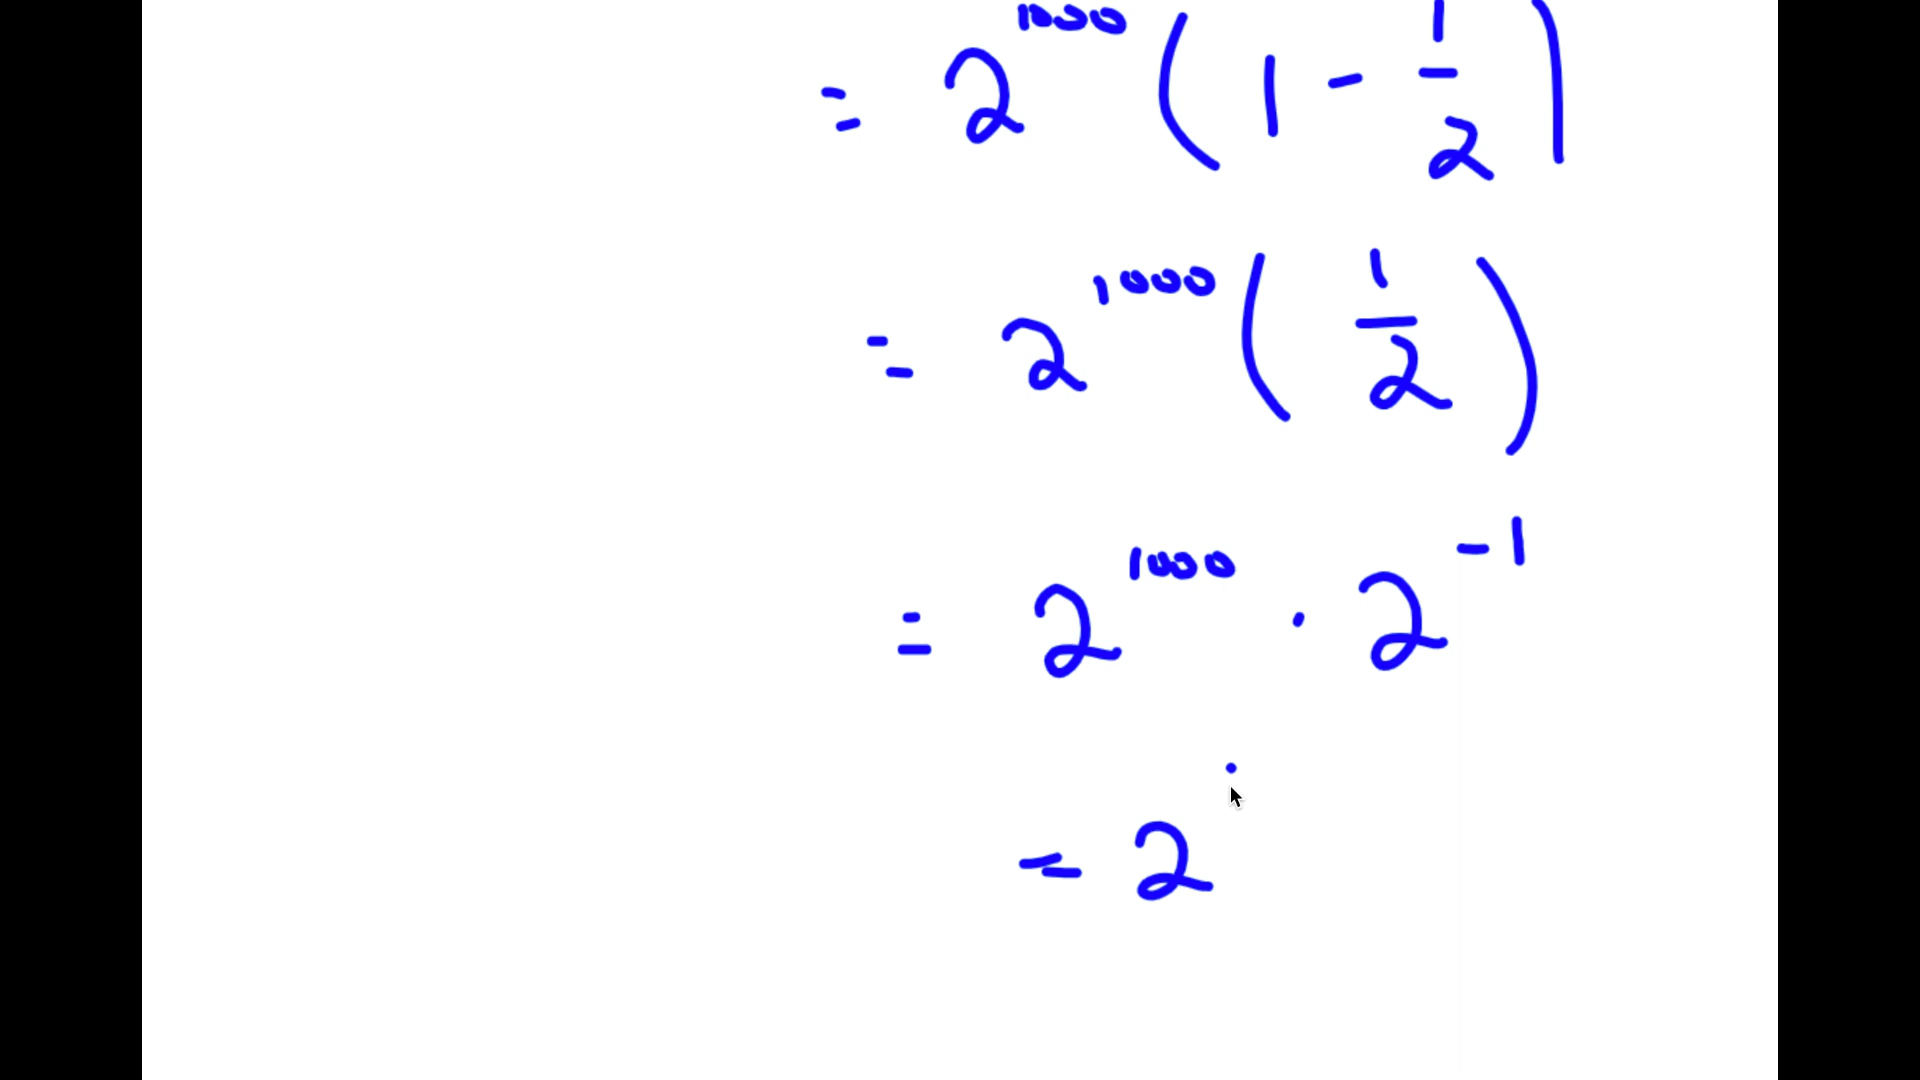 = 2^1000 (1 - 1/2)
= 2^1000 (1/2)
= 2^1000 · 2^-1
= 2^.